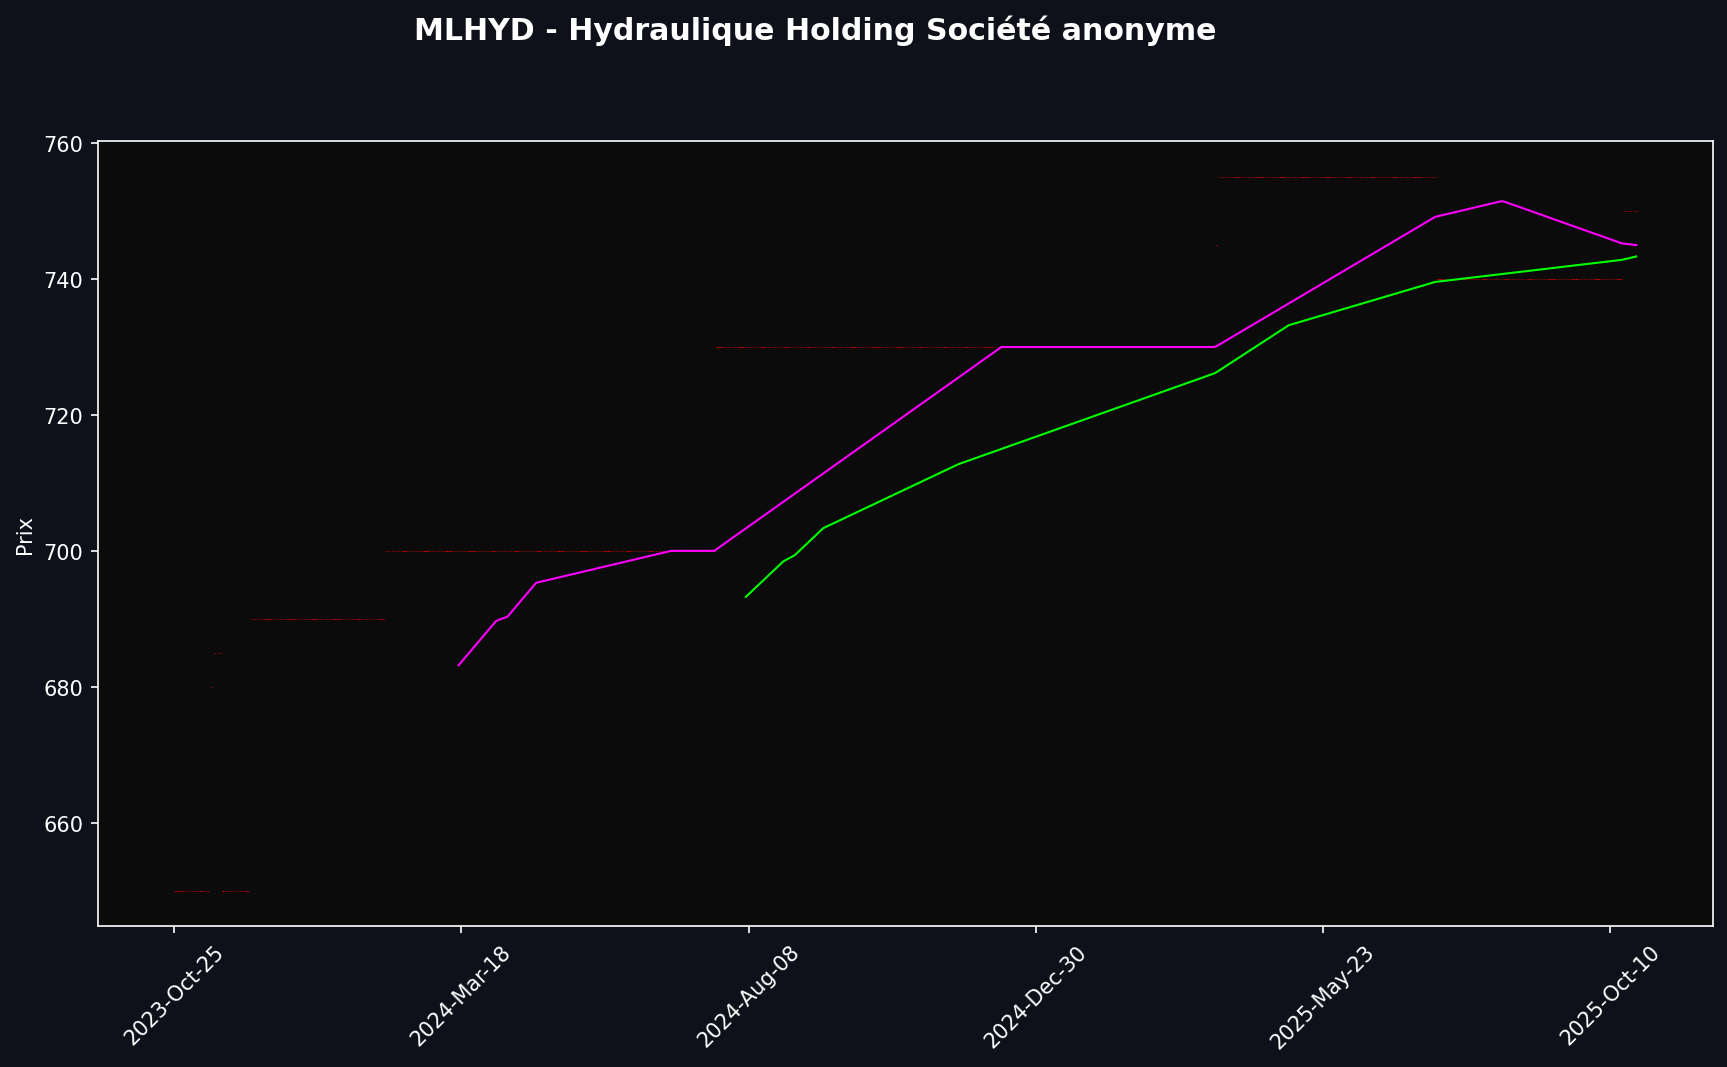 MLHYD - Hydraulique Holding Société anonyme
760
740
720
700
680
660
Prix
2023-Oct-25
2024-Mar-18
2024-Aug-08
2024-Dec-30
2025-May-23
2025-Oct-10